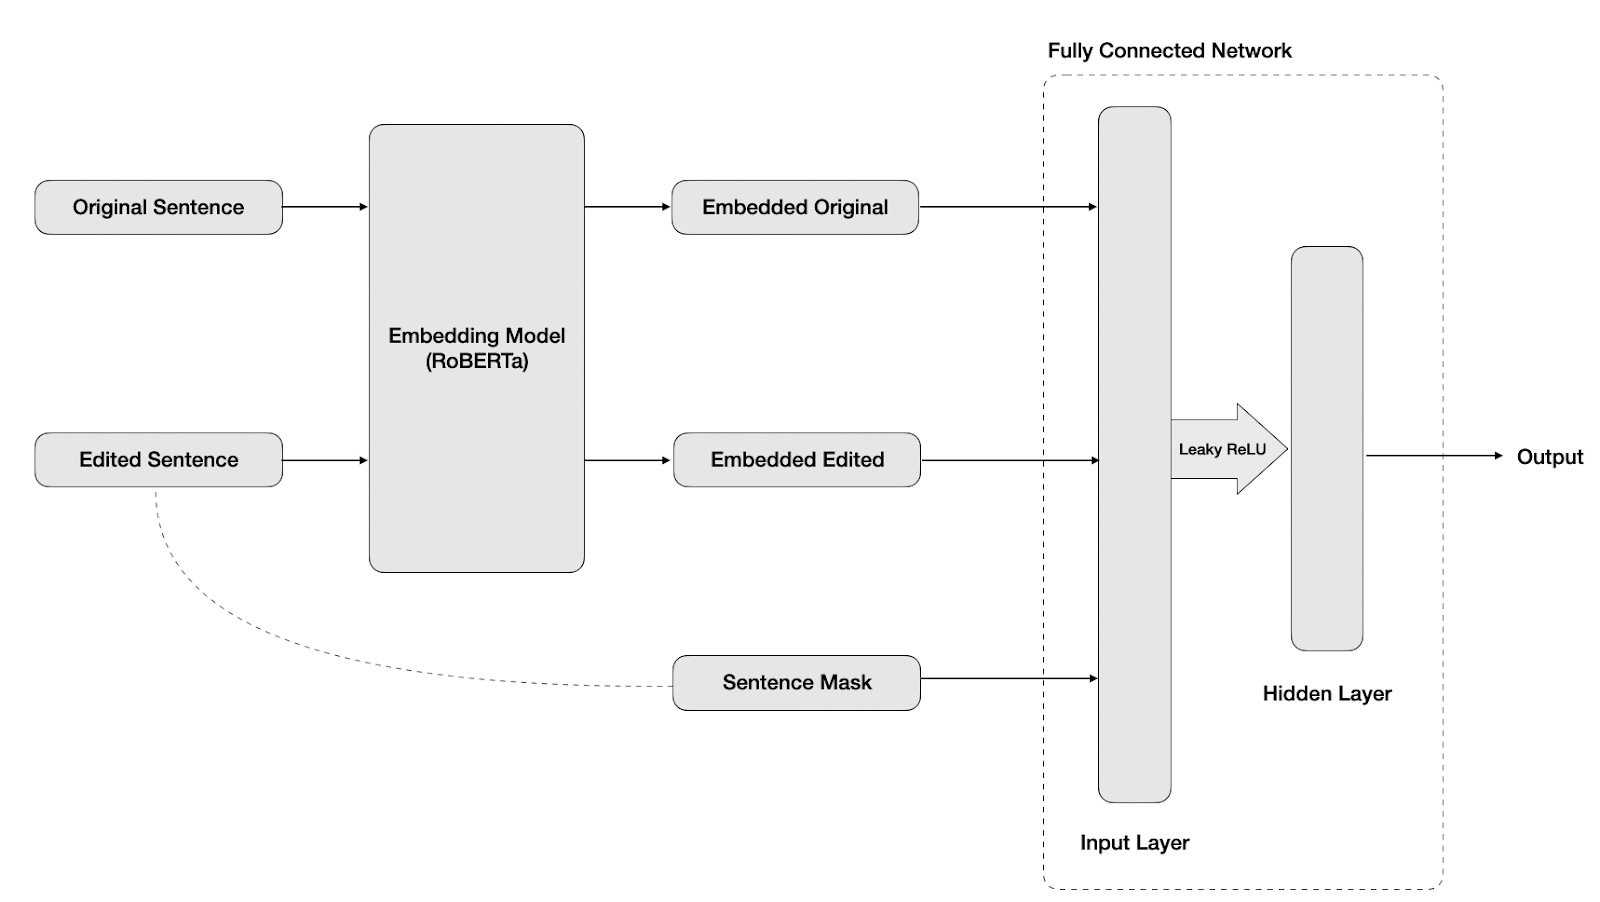 Fully Connected Network
Original Sentence
Embedding Model
(RoBERTa)
Embedded Original
Edited Sentence
Embedded Edited
Sentence Mask
Leaky ReLU
Output
Hidden Layer
Input Layer